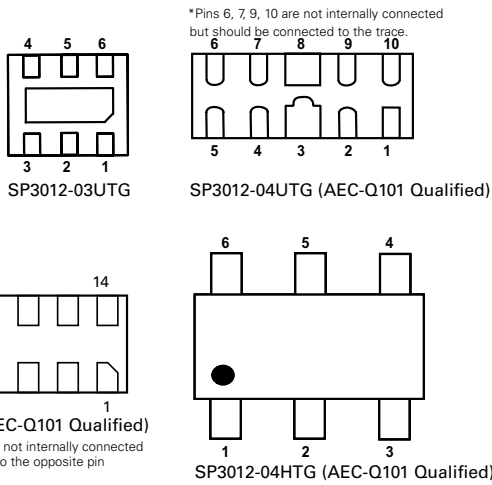 *Pins 6, 7, 9, 10 are not internally connected
but should be connected to the trace.
4 5 6
6 7 8 9 10
3 2 1
5 4 3 2 1
SP3012-03UTG
SP3012-04UTG (AEC-Q101 Qualified)
14
6 5 4
1
EC-Q101 Qualified)
not internally connected
o the opposite pin
1 2 3
SP3012-04HTG (AEC-Q101 Qualified)